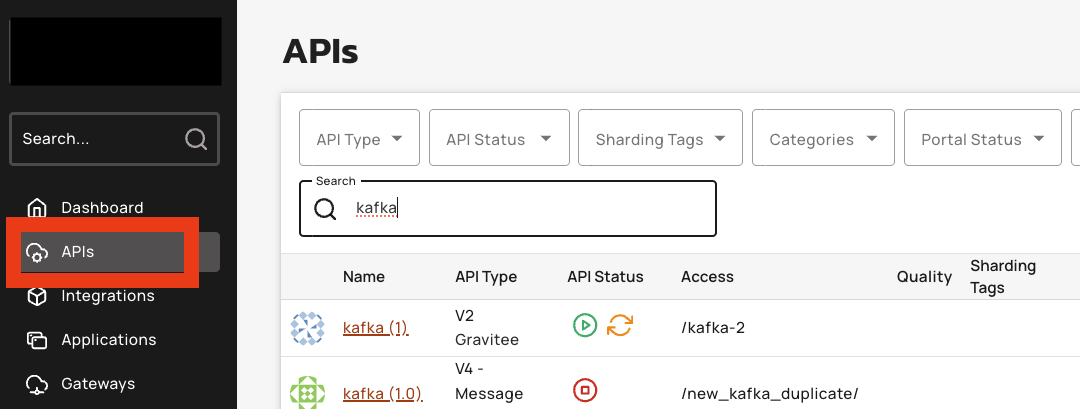 APIs
Search...
Dashboard
APIs
Integrations
Applications
Gateways
API Type
API Status
Sharding Tags
Categories
Portal Status
Search
kafka
Name
API Type
API Status
Access
Quality
Sharding
Tags
kafka (1)
V2
Gravitee
/kafka-2
kafka (1.0)
V4 -
Message
/new_kafka_duplicate/